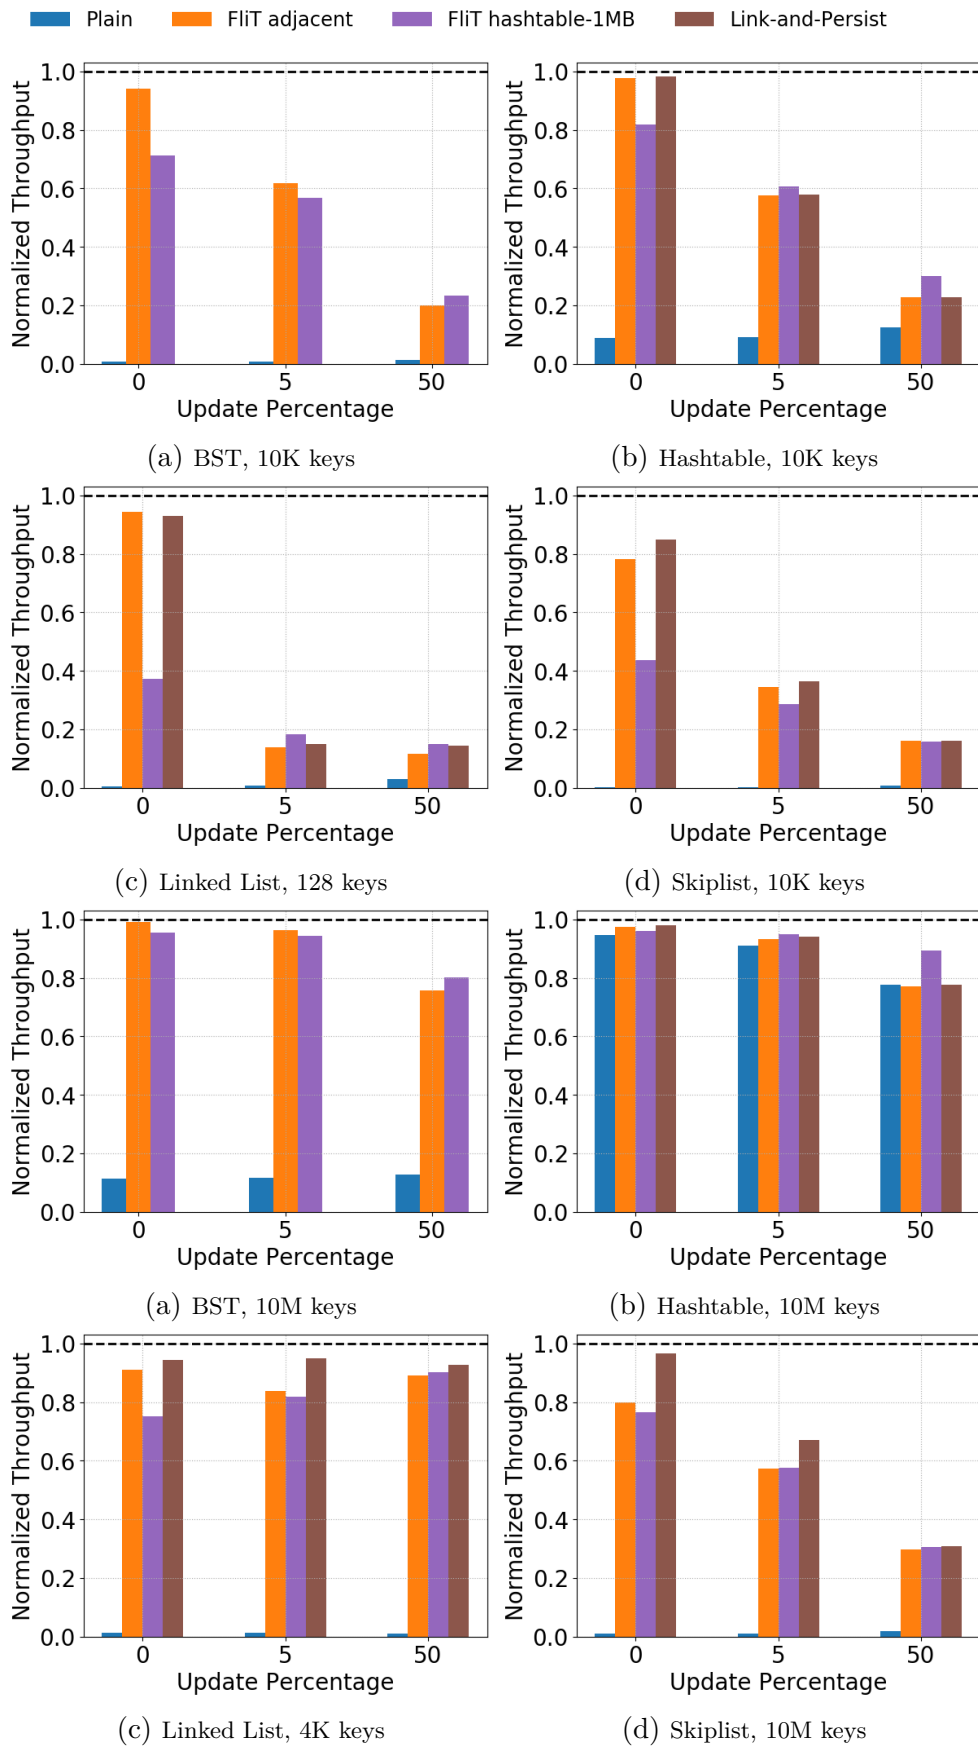 Plain FliT adjacent FliT hashtable-1MB Link-and-Persist
Normalized Throughput
1.0
0.8
0.6
0.4
0.2
0.0
0 5 50
Update Percentage
(a) BST, 10K keys
Normalized Throughput
1.0
0.8
0.6
0.4
0.2
0.0
0 5 50
Update Percentage
(b) Hashtable, 10K keys
Normalized Throughput
1.0
0.8
0.6
0.4
0.2
0.0
0 5 50
Update Percentage
(c) Linked List, 128 keys
Normalized Throughput
1.0
0.8
0.6
0.4
0.2
0.0
0 5 50
Update Percentage
(d) Skiplist, 10K keys
Normalized Throughput
1.0
0.8
0.6
0.4
0.2
0.0
0 5 50
Update Percentage
(a) BST, 10M keys
Normalized Throughput
1.0
0.8
0.6
0.4
0.2
0.0
0 5 50
Update Percentage
(b) Hashtable, 10M keys
Normalized Throughput
1.0
0.8
0.6
0.4
0.2
0.0
0 5 50
Update Percentage
(c) Linked List, 4K keys
Normalized Throughput
1.0
0.8
0.6
0.4
0.2
0.0
0 5 50
Update Percentage
(d) Skiplist, 10M keys